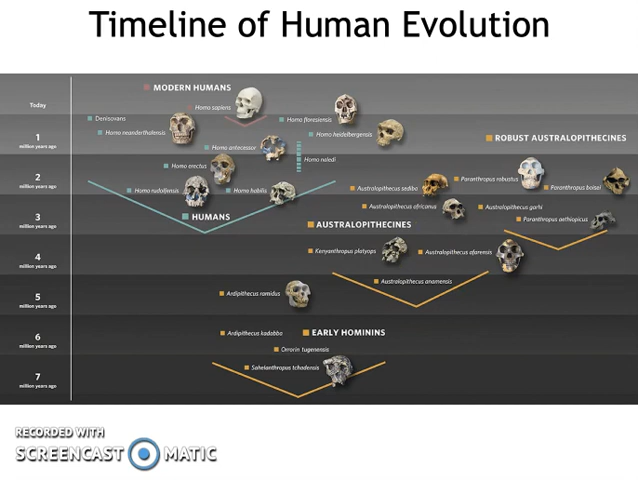 Timeline of Human Evolution
MODERN HUMANS
Today
Homo sapiens
Denisovans
Homo floresiensis
1
million years ago
Homo neanderthalensis
Homo heidelbergensis
ROBUST AUSTRALOPITHECINES
Homo antecessor
Homo naledi
Homo erectus
2
million years ago
Australopithecus sediba
Paranthropus robustus
Paranthropus boisei
Homo rudolfensis
Homo habilis
Australopithecus africanus
Australopithecus garhi
3
million years ago
HUMANS
AUSTRALOPITHECINES
Paranthropus aethiopicus
4
million years ago
Kenyanthropus platyops
Australopithecus afarensis
Australopithecus anamensis
5
million years ago
Ardipithecus ramidus
6
million years ago
Ardipithecus kadabba
EARLY HOMININS
Orrorin tugenensis
7
million years ago
Sahelanthropus tchadensis
RECORDED WITH
SCREENCAST MATIC